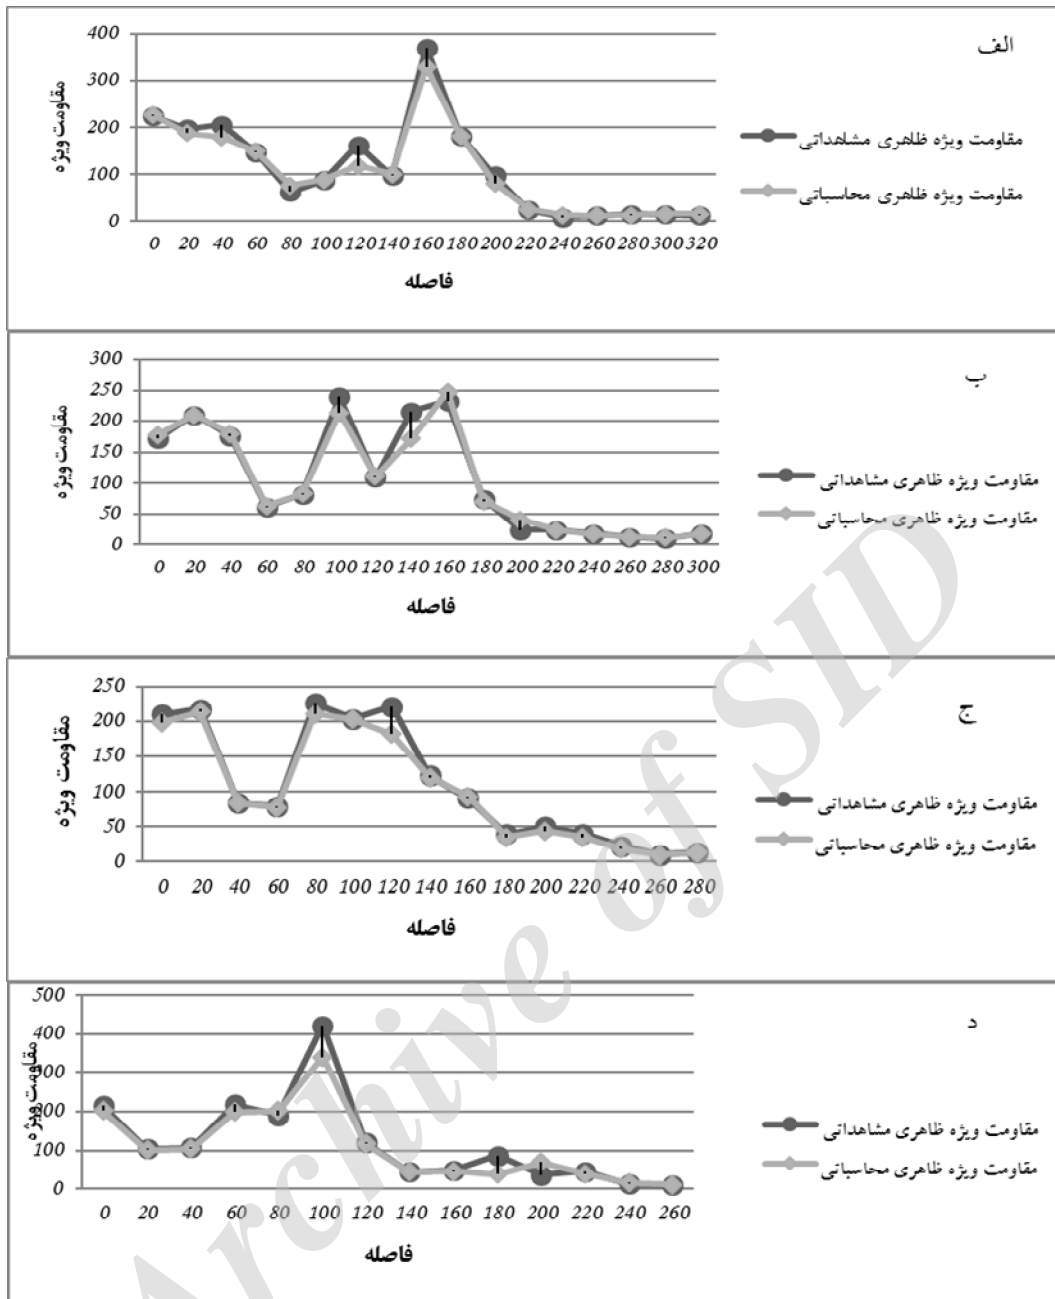 الف
400
300
200
100
0
مقاومت ویژه
0 20 40 60 80 100 120 140 160 180 200 220 240 260 280 300 320
فاصله
مقاومت ویژه ظاهری مشاهداتی
مقاومت ویژه ظاهری محاسباتی
ب
300
250
200
150
100
50
0
مقاومت ویژه
0 20 40 60 80 100 120 140 160 180 200 220 240 260 280 300
فاصله
مقاومت ویژه ظاهری مشاهداتی
مقاومت ویژه ظاهری محاسباتی
ج
250
200
150
100
50
0
مقاومت ویژه
0 20 40 60 80 100 120 140 160 180 200 220 240 260 280
فاصله
مقاومت ویژه ظاهری مشاهداتی
مقاومت ویژه ظاهری محاسباتی
د
500
400
300
200
100
0
مقاومت ویژه
0 20 40 60 80 100 120 140 160 180 200 220 240 260
فاصله
مقاومت ویژه ظاهری مشاهداتی
مقاومت ویژه ظاهری محاسباتی
Archive of SID